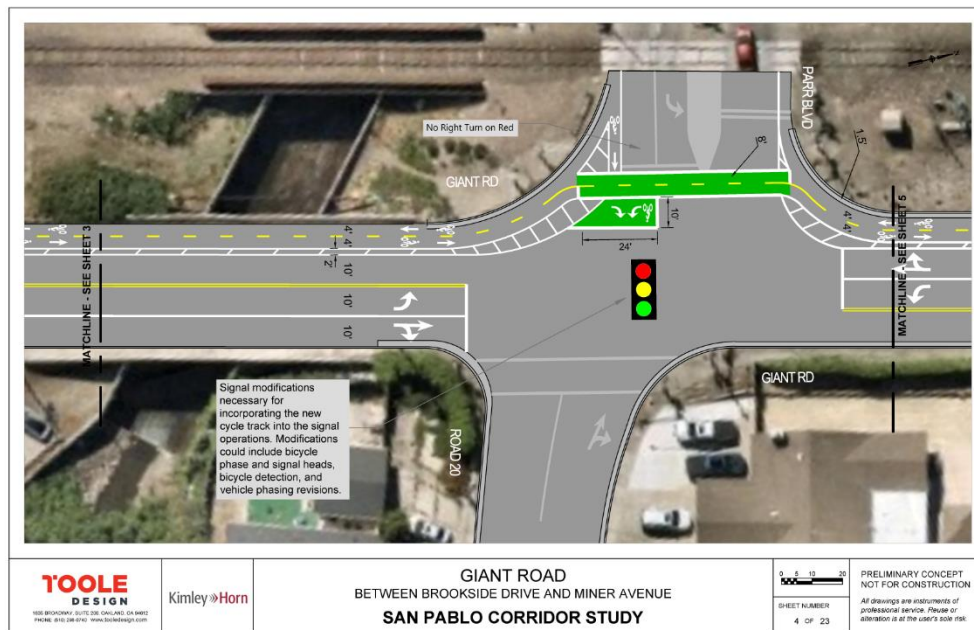 No Right Turn on Red
PARR BLVD
8'
1.5'
GIANT RD
10'
24'
4'
4'
MATCHLINE - SEE SHEET 3
4'
4'
2'
10'
10'
10'
MATCHLINE - SEE SHEET 5
GIANT RD
ROAD 20
Signal modifications
necessary for
incorporating the new
cycle track into the signal
operations. Modifications
could include bicycle
phase and signal heads,
bicycle detection, and
vehicle phasing revisions.
TOOLE
DESIGN
Kimley»Horn
GIANT ROAD
BETWEEN BROOKSIDE DRIVE AND MINER AVENUE
SAN PABLO CORRIDOR STUDY
0 5 10 20
SHEET NUMBER
4 OF 23
PRELIMINARY CONCEPT
NOT FOR CONSTRUCTION
All drawings are instruments of
professional service. Reuse or
alteration is at the user's sole risk.